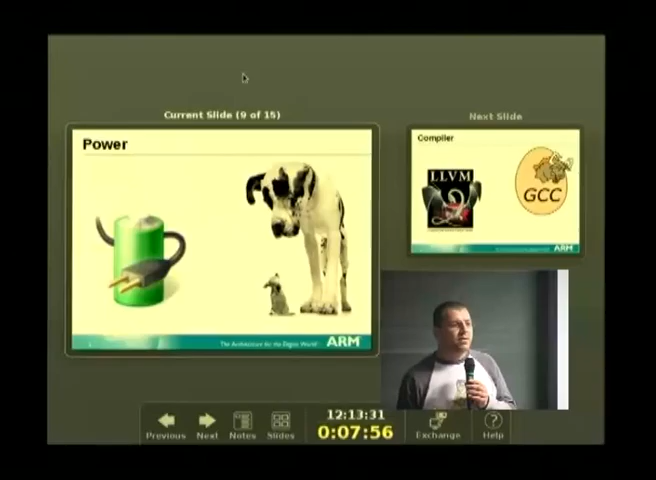 Current Slide (9 of 15)
Next Slide
Power
Compiler
LLVM
GCC
ARM
The Architecture for the Digital World
ARM
12:13:31
0:07:56
Previous
Next
Notes
Slides
Exchange
Help